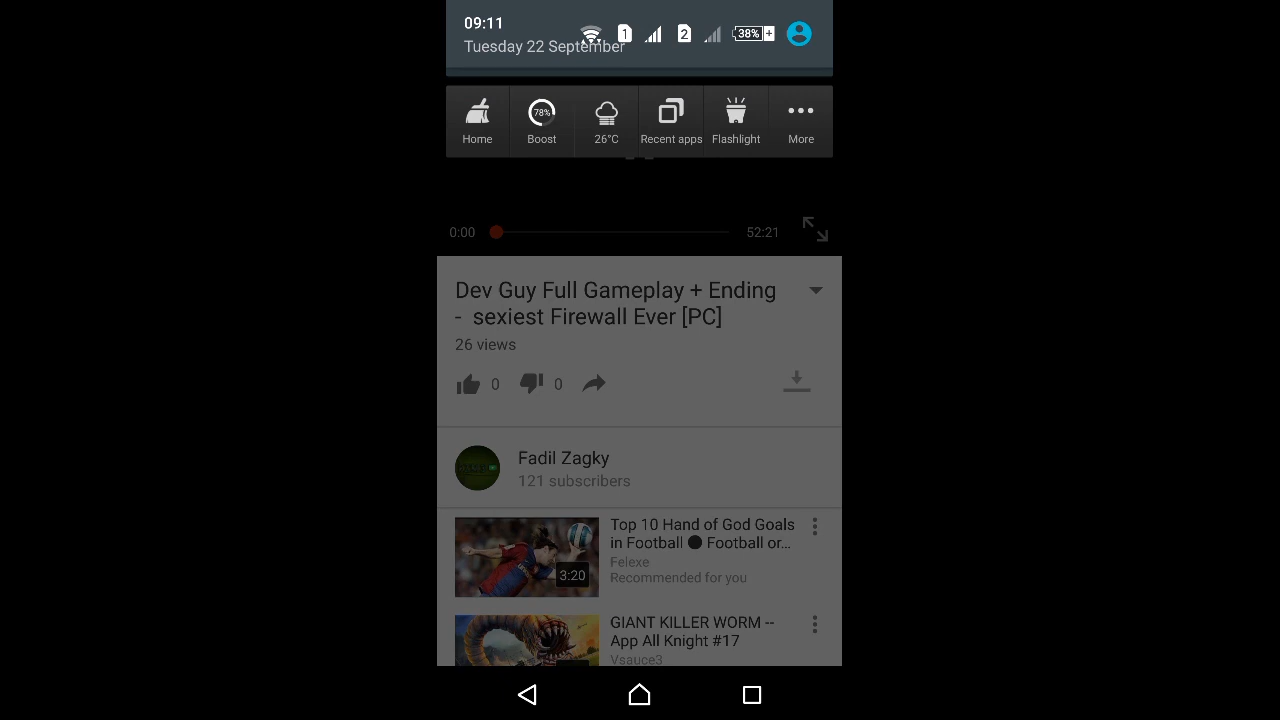 09:11
Tuesday 22 September
1
2
38%
Home
78%
Boost
26°C
Recent apps
Flashlight
More
0:00
52:21
Dev Guy Full Gameplay + Ending
- sexiest Firewall Ever [PC]
26 views
0
0
Fadil Zagky
121 subscribers
Top 10 Hand of God Goals
in Football ● Football or...
Felexe
Recommended for you
3:20
GIANT KILLER WORM --
App All Knight #17
Vsauce3